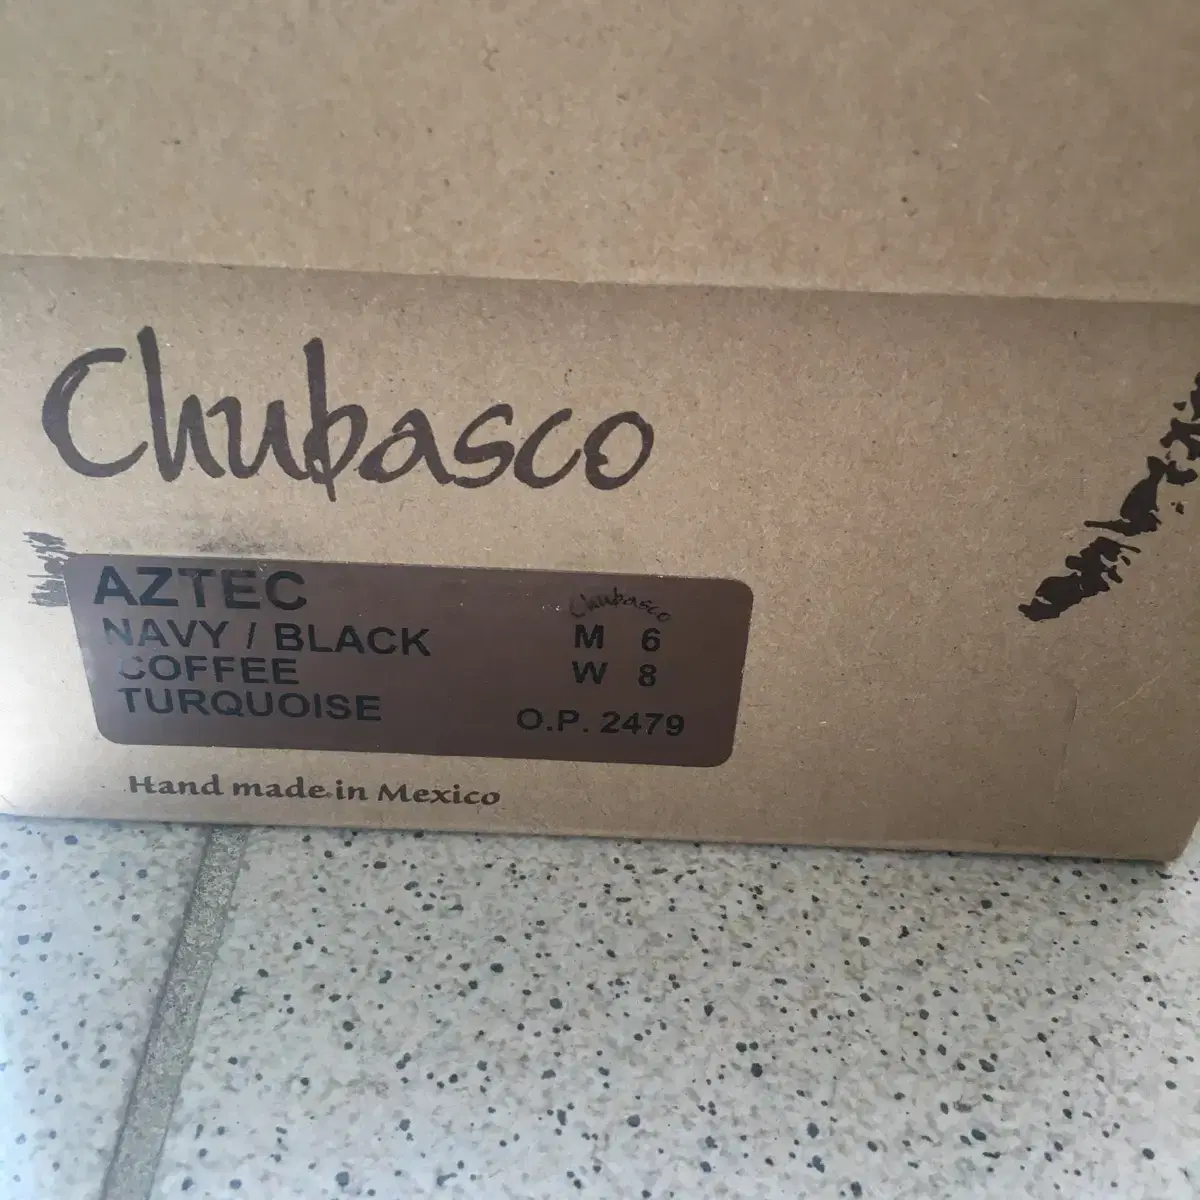 Chubasco
AZTEC
NAVY / BLACK
COFFEE
TURQUOISE
Chubasco
M 6
W 8
O.P. 2479
Hand made in Mexico